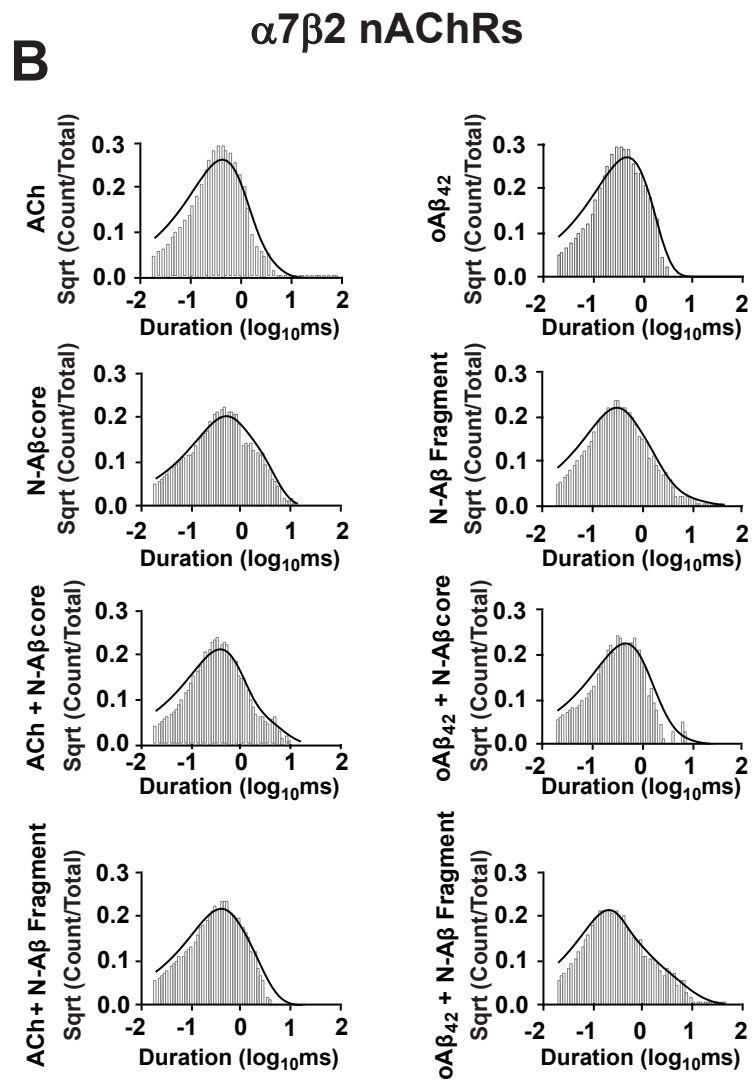 α7β2 nAChRs
B
ACh
Sqrt (Count/Total)
0.3
0.2
0.1
0.0
-2 -1 0 1 2
Duration (log10ms)
oAβ42
Sqrt (Count/Total)
0.3
0.2
0.1
0.0
-2 -1 0 1 2
Duration (log10ms)
N-Aβcore
Sqrt (Count/Total)
0.3
0.2
0.1
0.0
-2 -1 0 1 2
Duration (log10ms)
N-Aβ Fragment
Sqrt (Count/Total)
0.3
0.2
0.1
0.0
-2 -1 0 1 2
Duration (log10ms)
ACh + N-Aβcore
Sqrt (Count/Total)
0.3
0.2
0.1
0.0
-2 -1 0 1 2
Duration (log10ms)
oAβ42 + N-Aβcore
Sqrt (Count/Total)
0.3
0.2
0.1
0.0
-2 -1 0 1 2
Duration (log10ms)
ACh+ N-Aβ Fragment
Sqrt (Count/Total)
0.3
0.2
0.1
0.0
-2 -1 0 1 2
Duration (log10ms)
oAβ42 + N-Aβ Fragment
Sqrt (Count/Total)
0.3
0.2
0.1
0.0
-2 -1 0 1 2
Duration (log10ms)